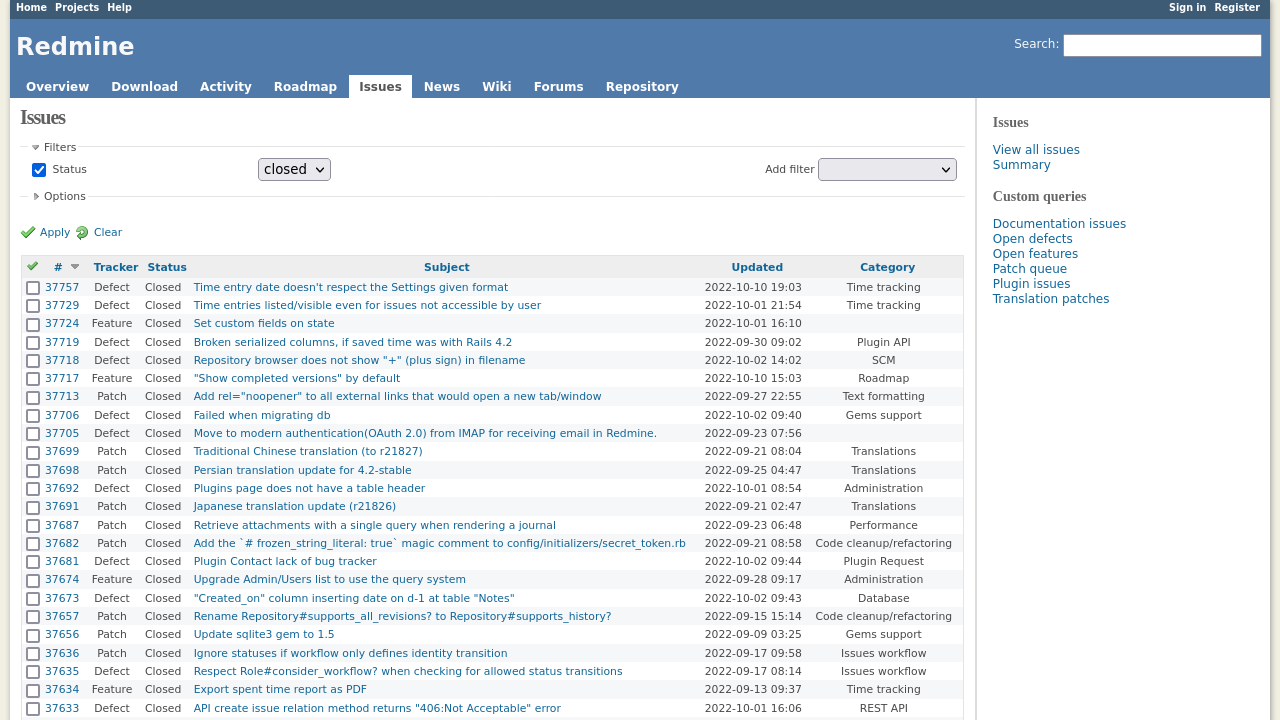 Home Projects Help Sign in Register
Redmine Search:
Overview Download Activity Roadmap Issues News Wiki Forums Repository
Issues
Filters
Status closed Add filter
Options
Apply Clear
# Tracker Status Subject Updated Category
37757 Defect Closed Time entry date doesn't respect the Settings given format 2022-10-10 19:03 Time tracking
37729 Defect Closed Time entries listed/visible even for issues not accessible by user 2022-10-01 21:54 Time tracking
37724 Feature Closed Set custom fields on state 2022-10-01 16:10
37719 Defect Closed Broken serialized columns, if saved time was with Rails 4.2 2022-09-30 09:02 Plugin API
37718 Defect Closed Repository browser does not show "+" (plus sign) in filename 2022-10-02 14:02 SCM
37717 Feature Closed "Show completed versions" by default 2022-10-10 15:03 Roadmap
37713 Patch Closed Add rel="noopener" to all external links that would open a new tab/window 2022-09-27 22:55 Text formatting
37706 Defect Closed Failed when migrating db 2022-10-02 09:40 Gems support
37705 Defect Closed Move to modern authentication(OAuth 2.0) from IMAP for receiving email in Redmine. 2022-09-23 07:56
37699 Patch Closed Traditional Chinese translation (to r21827) 2022-09-21 08:04 Translations
37698 Patch Closed Persian translation update for 4.2-stable 2022-09-25 04:47 Translations
37692 Defect Closed Plugins page does not have a table header 2022-10-01 08:54 Administration
37691 Patch Closed Japanese translation update (r21826) 2022-09-21 02:47 Translations
37687 Patch Closed Retrieve attachments with a single query when rendering a journal 2022-09-23 06:48 Performance
37682 Patch Closed Add the `# frozen_string_literal: true` magic comment to config/initializers/secret_token.rb 2022-09-21 08:58 Code cleanup/refactoring
37681 Defect Closed Plugin Contact lack of bug tracker 2022-10-02 09:44 Plugin Request
37674 Feature Closed Upgrade Admin/Users list to use the query system 2022-09-28 09:17 Administration
37673 Defect Closed "Created_on" column inserting date on d-1 at table "Notes" 2022-10-02 09:43 Database
37657 Patch Closed Rename Repository#supports_all_revisions? to Repository#supports_history? 2022-09-15 15:14 Code cleanup/refactoring
37656 Patch Closed Update sqlite3 gem to 1.5 2022-09-09 03:25 Gems support
37636 Patch Closed Ignore statuses if workflow only defines identity transition 2022-09-17 09:58 Issues workflow
37635 Defect Closed Respect Role#consider_workflow? when checking for allowed status transitions 2022-09-17 08:14 Issues workflow
37634 Feature Closed Export spent time report as PDF 2022-09-13 09:37 Time tracking
37633 Defect Closed API create issue relation method returns "406:Not Acceptable" error 2022-10-01 16:06 REST API
Issues
View all issues
Summary
Custom queries
Documentation issues
Open defects
Open features
Patch queue
Plugin issues
Translation patches